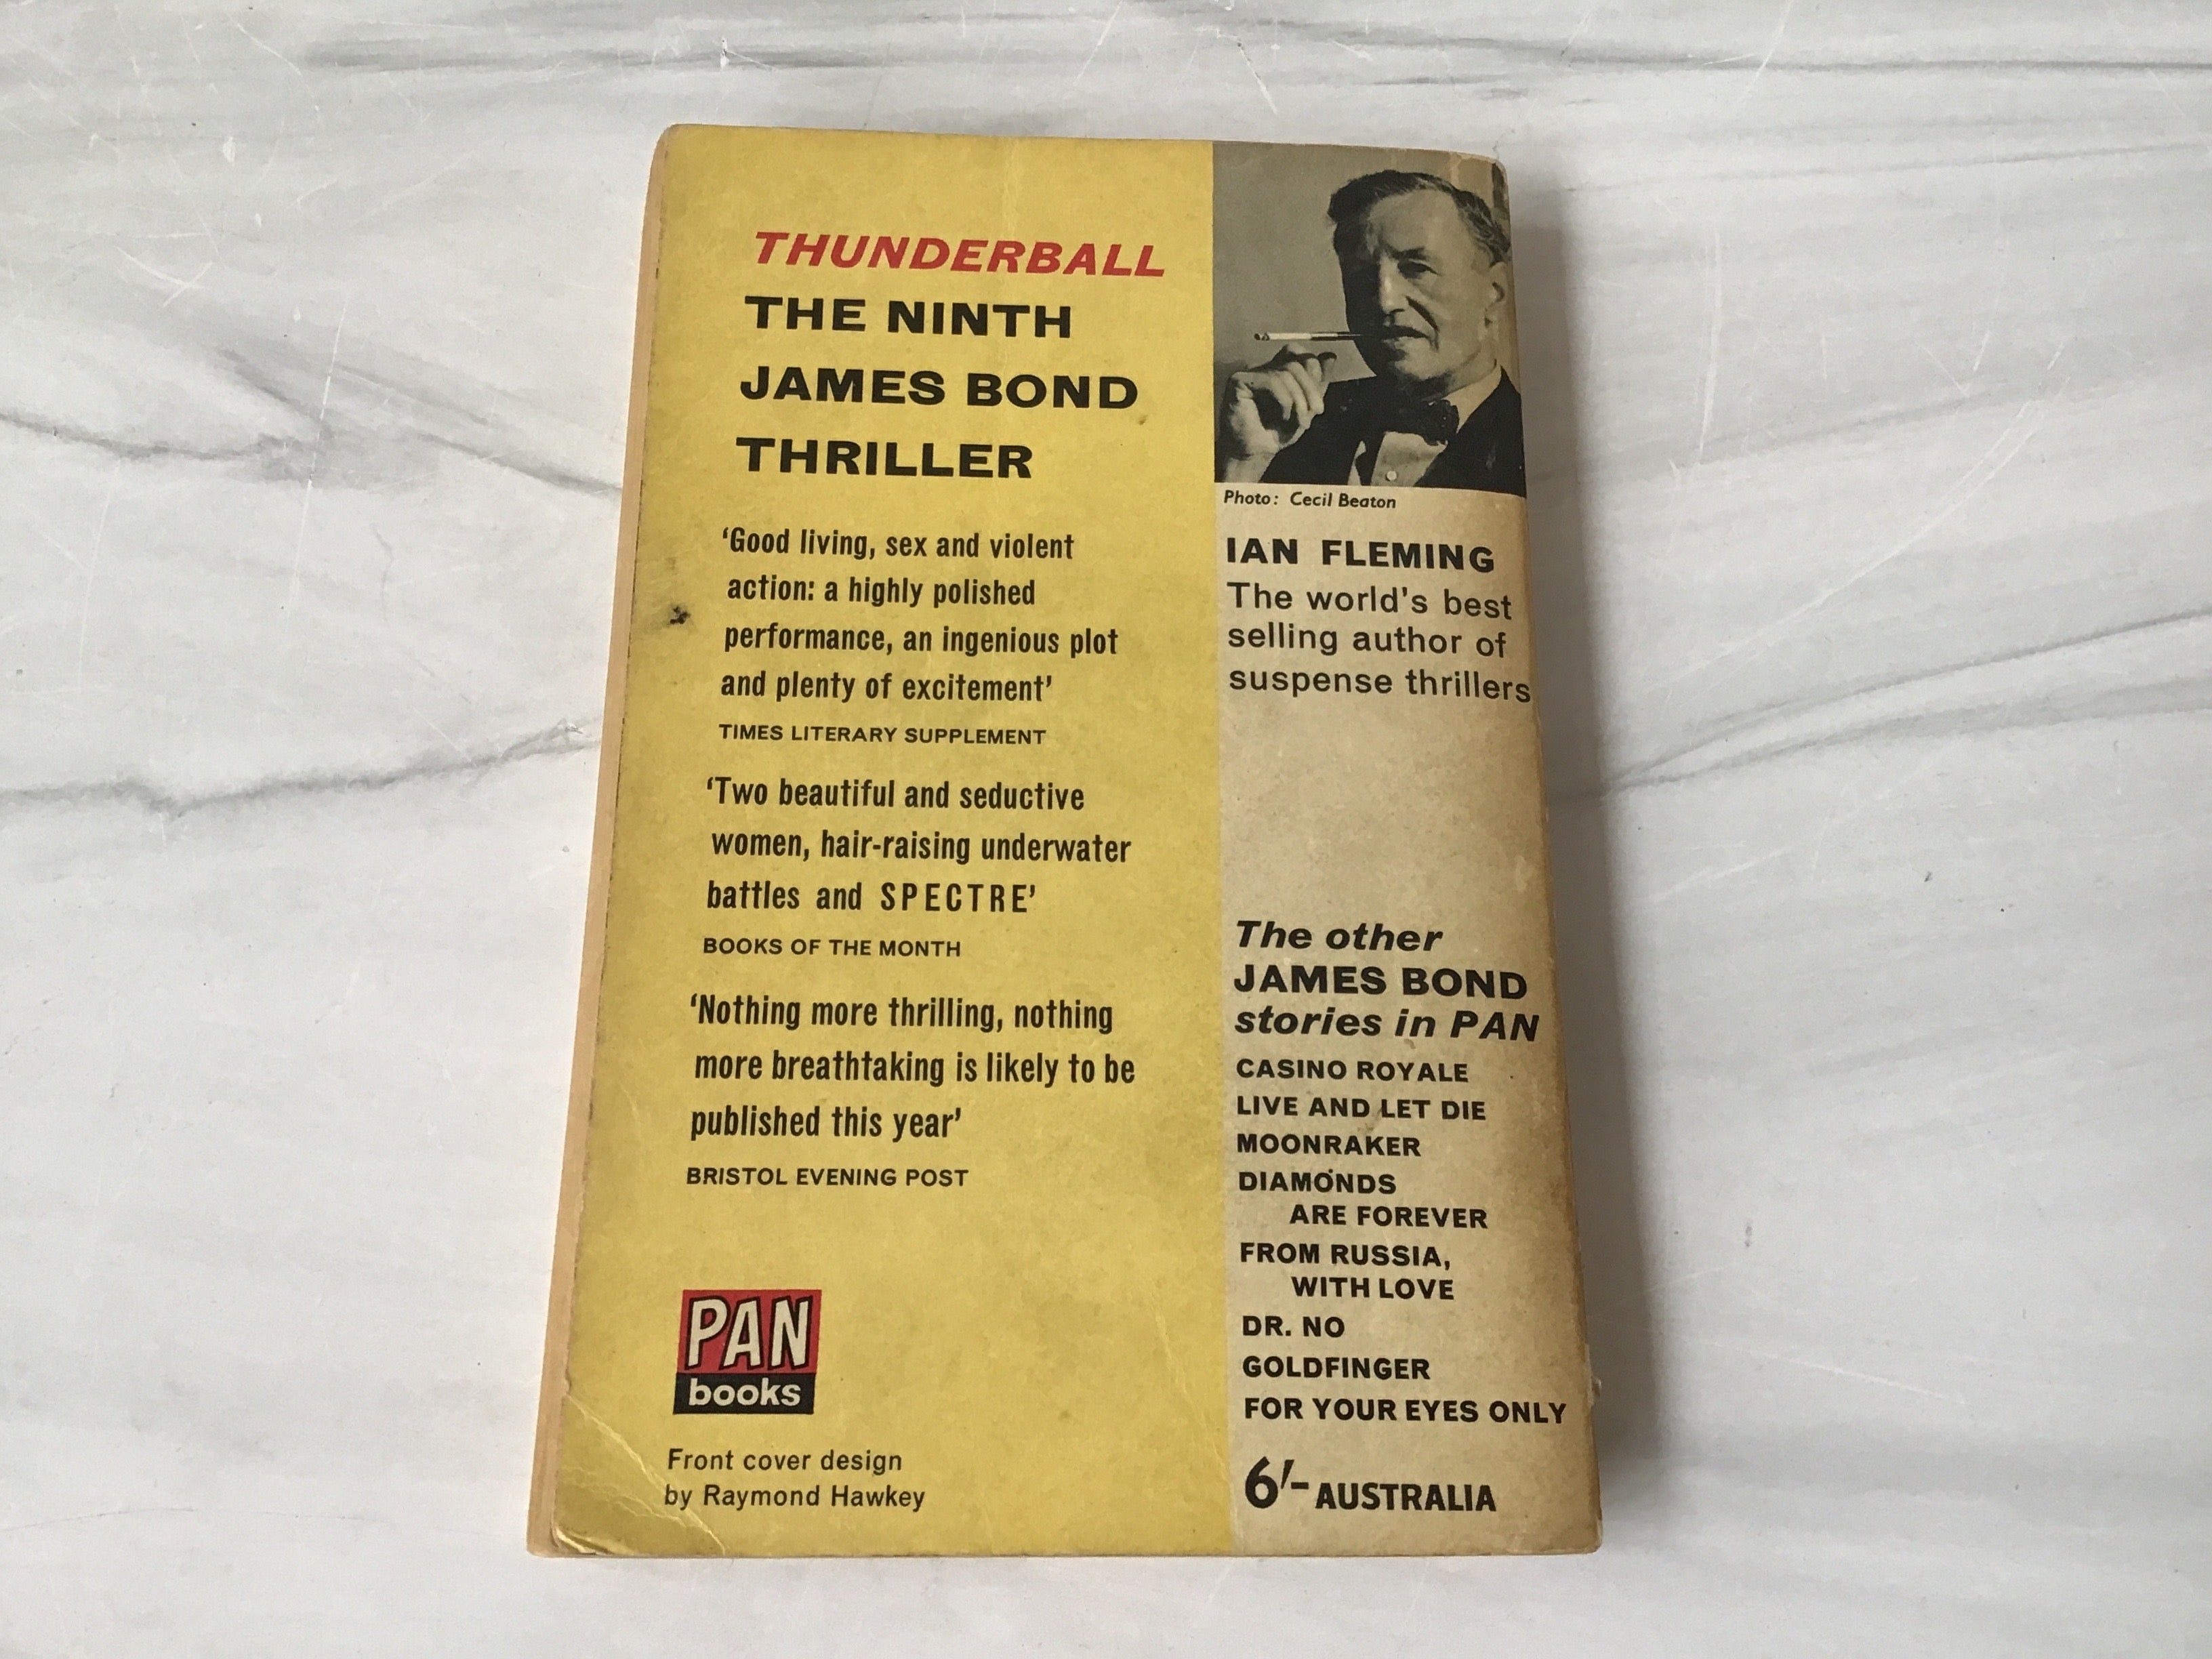 THUNDERBALL
THE NINTH
JAMES BOND
THRILLER
‘Good living, sex and violent
action: a highly polished
performance, an ingenious plot
and plenty of excitement’
TIMES LITERARY SUPPLEMENT
‘Two beautiful and seductive
women, hair-raising underwater
battles and SPECTRE’
BOOKS OF THE MONTH
‘Nothing more thrilling, nothing
more breathtaking is likely to be
published this year’
BRISTOL EVENING POST
PAN
books
Front cover design
by Raymond Hawkey
Photo: Cecil Beaton
IAN FLEMING
The world's best
selling author of
suspense thrillers
The other
JAMES BOND
stories in PAN
CASINO ROYALE
LIVE AND LET DIE
MOONRAKER
DIAMONDS
ARE FOREVER
FROM RUSSIA,
WITH LOVE
DR. NO
GOLDFINGER
FOR YOUR EYES ONLY
6/- AUSTRALIA